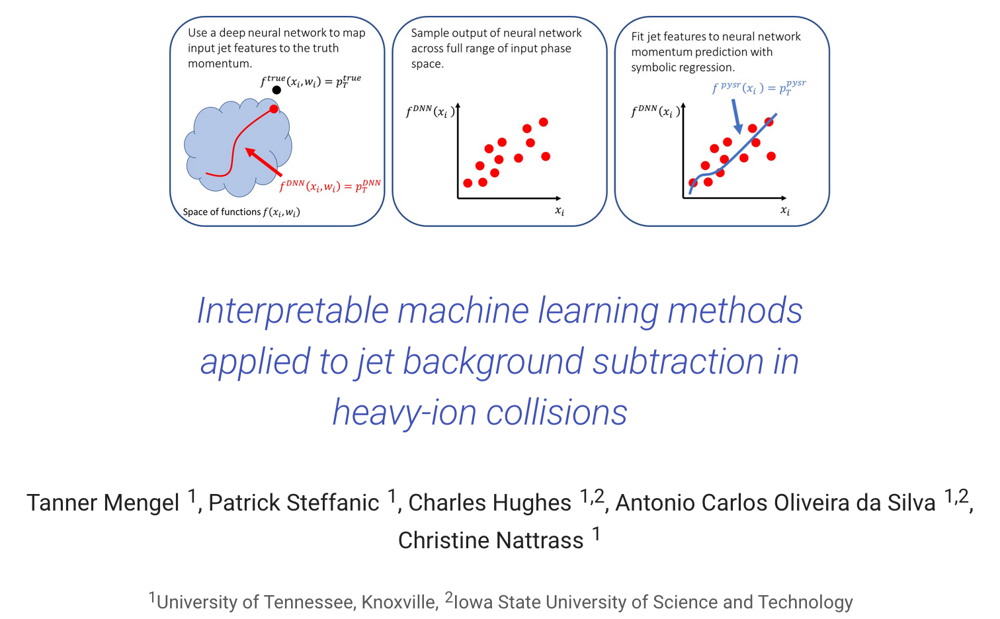 Use a deep neural network to map
input jet features to the truth
momentum.
f^true(x_i, w_i) = p_T^true
f^DNN(x_i, w_i) = p_T^DNN
Space of functions f(x_i, w_i)
Sample output of neural network
across full range of input phase
space.
f^DNN(x_i)
x_i
Fit jet features to neural network
momentum prediction with
symbolic regression.
f^pysr(x_i) = p_T^pysr
f^DNN(x_i)
x_i
Interpretable machine learning methods
applied to jet background subtraction in
heavy-ion collisions
Tanner Mengel ^1, Patrick Steffanic ^1, Charles Hughes ^1,2, Antonio Carlos Oliveira da Silva ^1,2,
Christine Nattrass ^1
^1University of Tennessee, Knoxville, ^2Iowa State University of Science and Technology